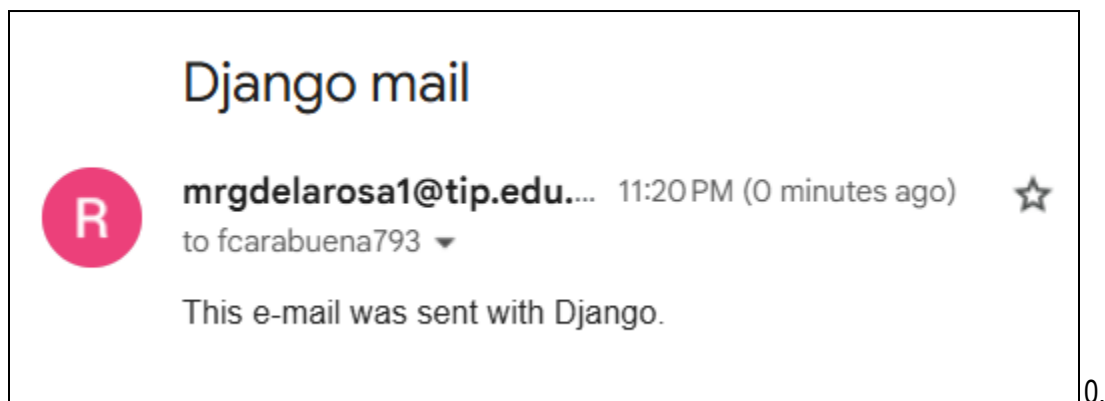 Django mail
R
mrgdelarosa1@tip.edu.... 11:20 PM (0 minutes ago)
to fcarabuena793
This e-mail was sent with Django.
0.